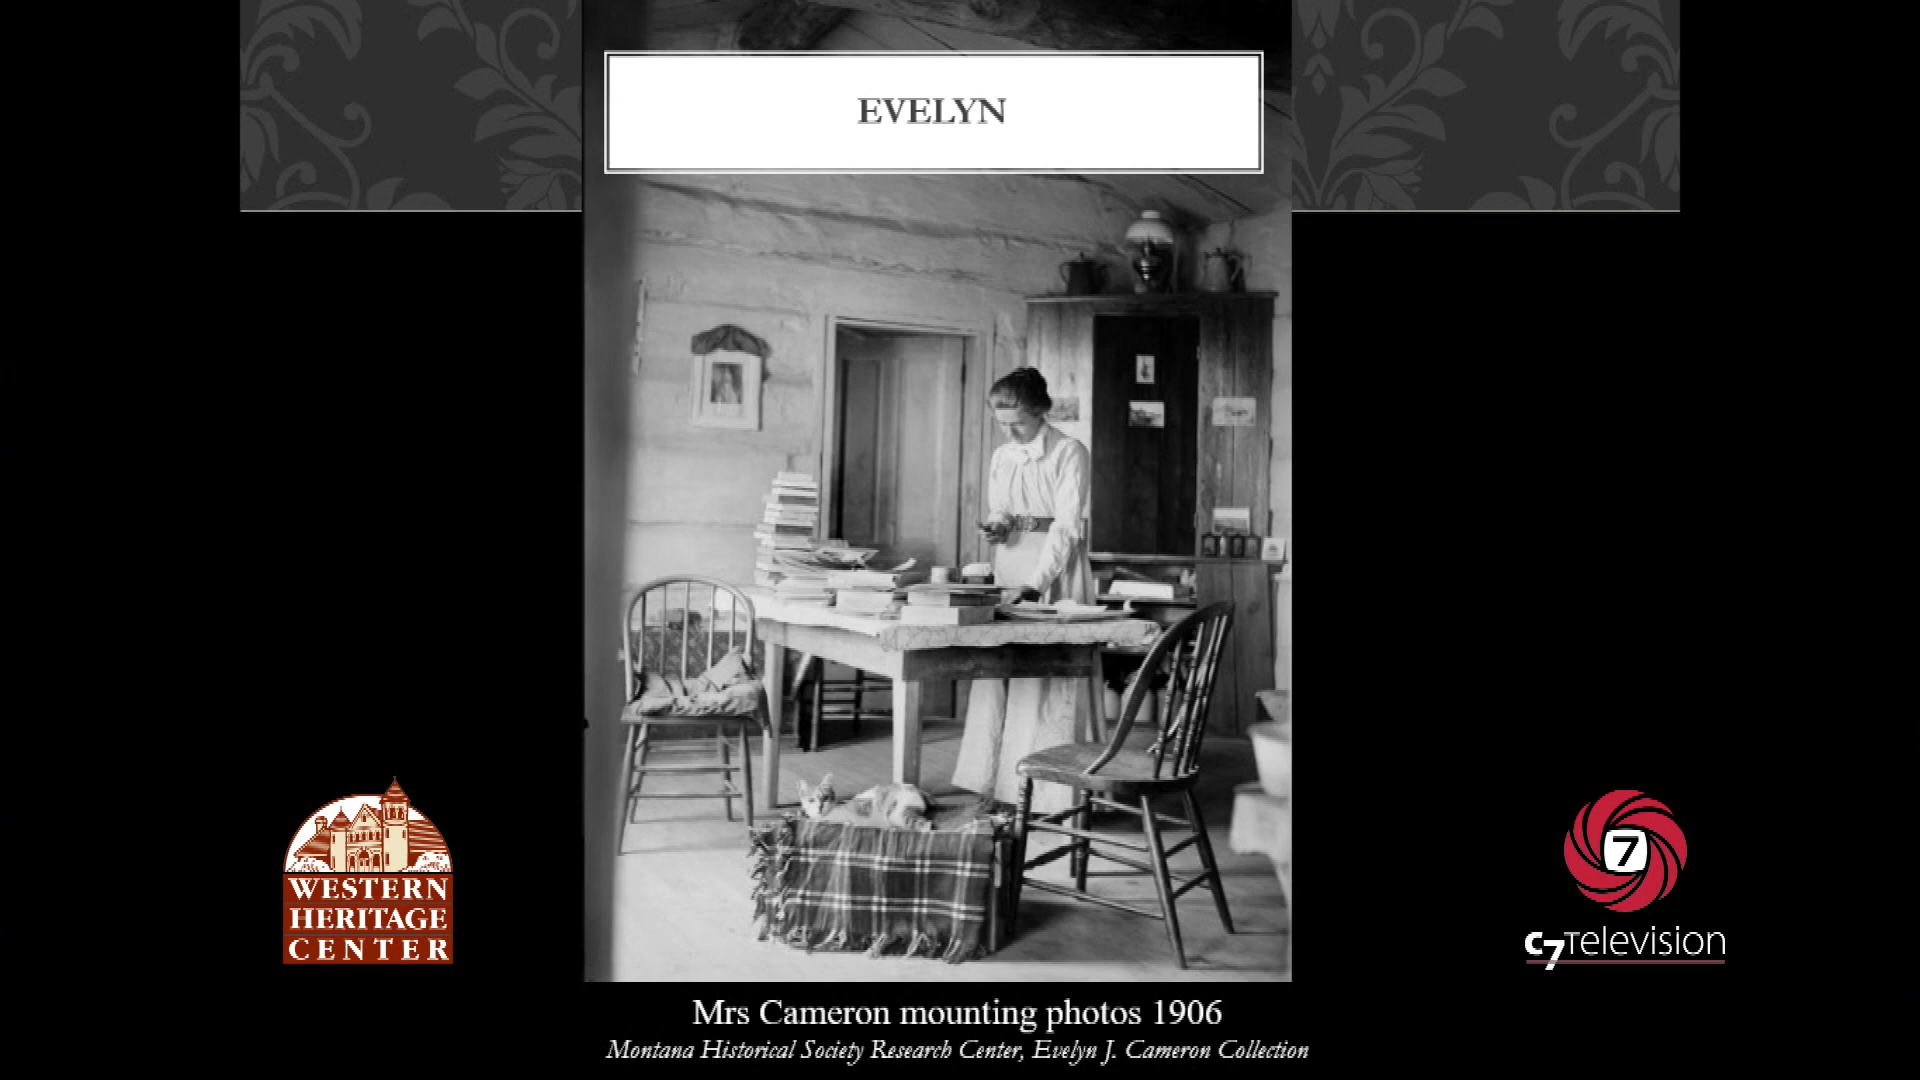 EVELYN
WESTERN
HERITAGE
CENTER
7
c7Television
Mrs Cameron mounting photos 1906
Montana Historical Society Research Center, Evelyn J. Cameron Collection